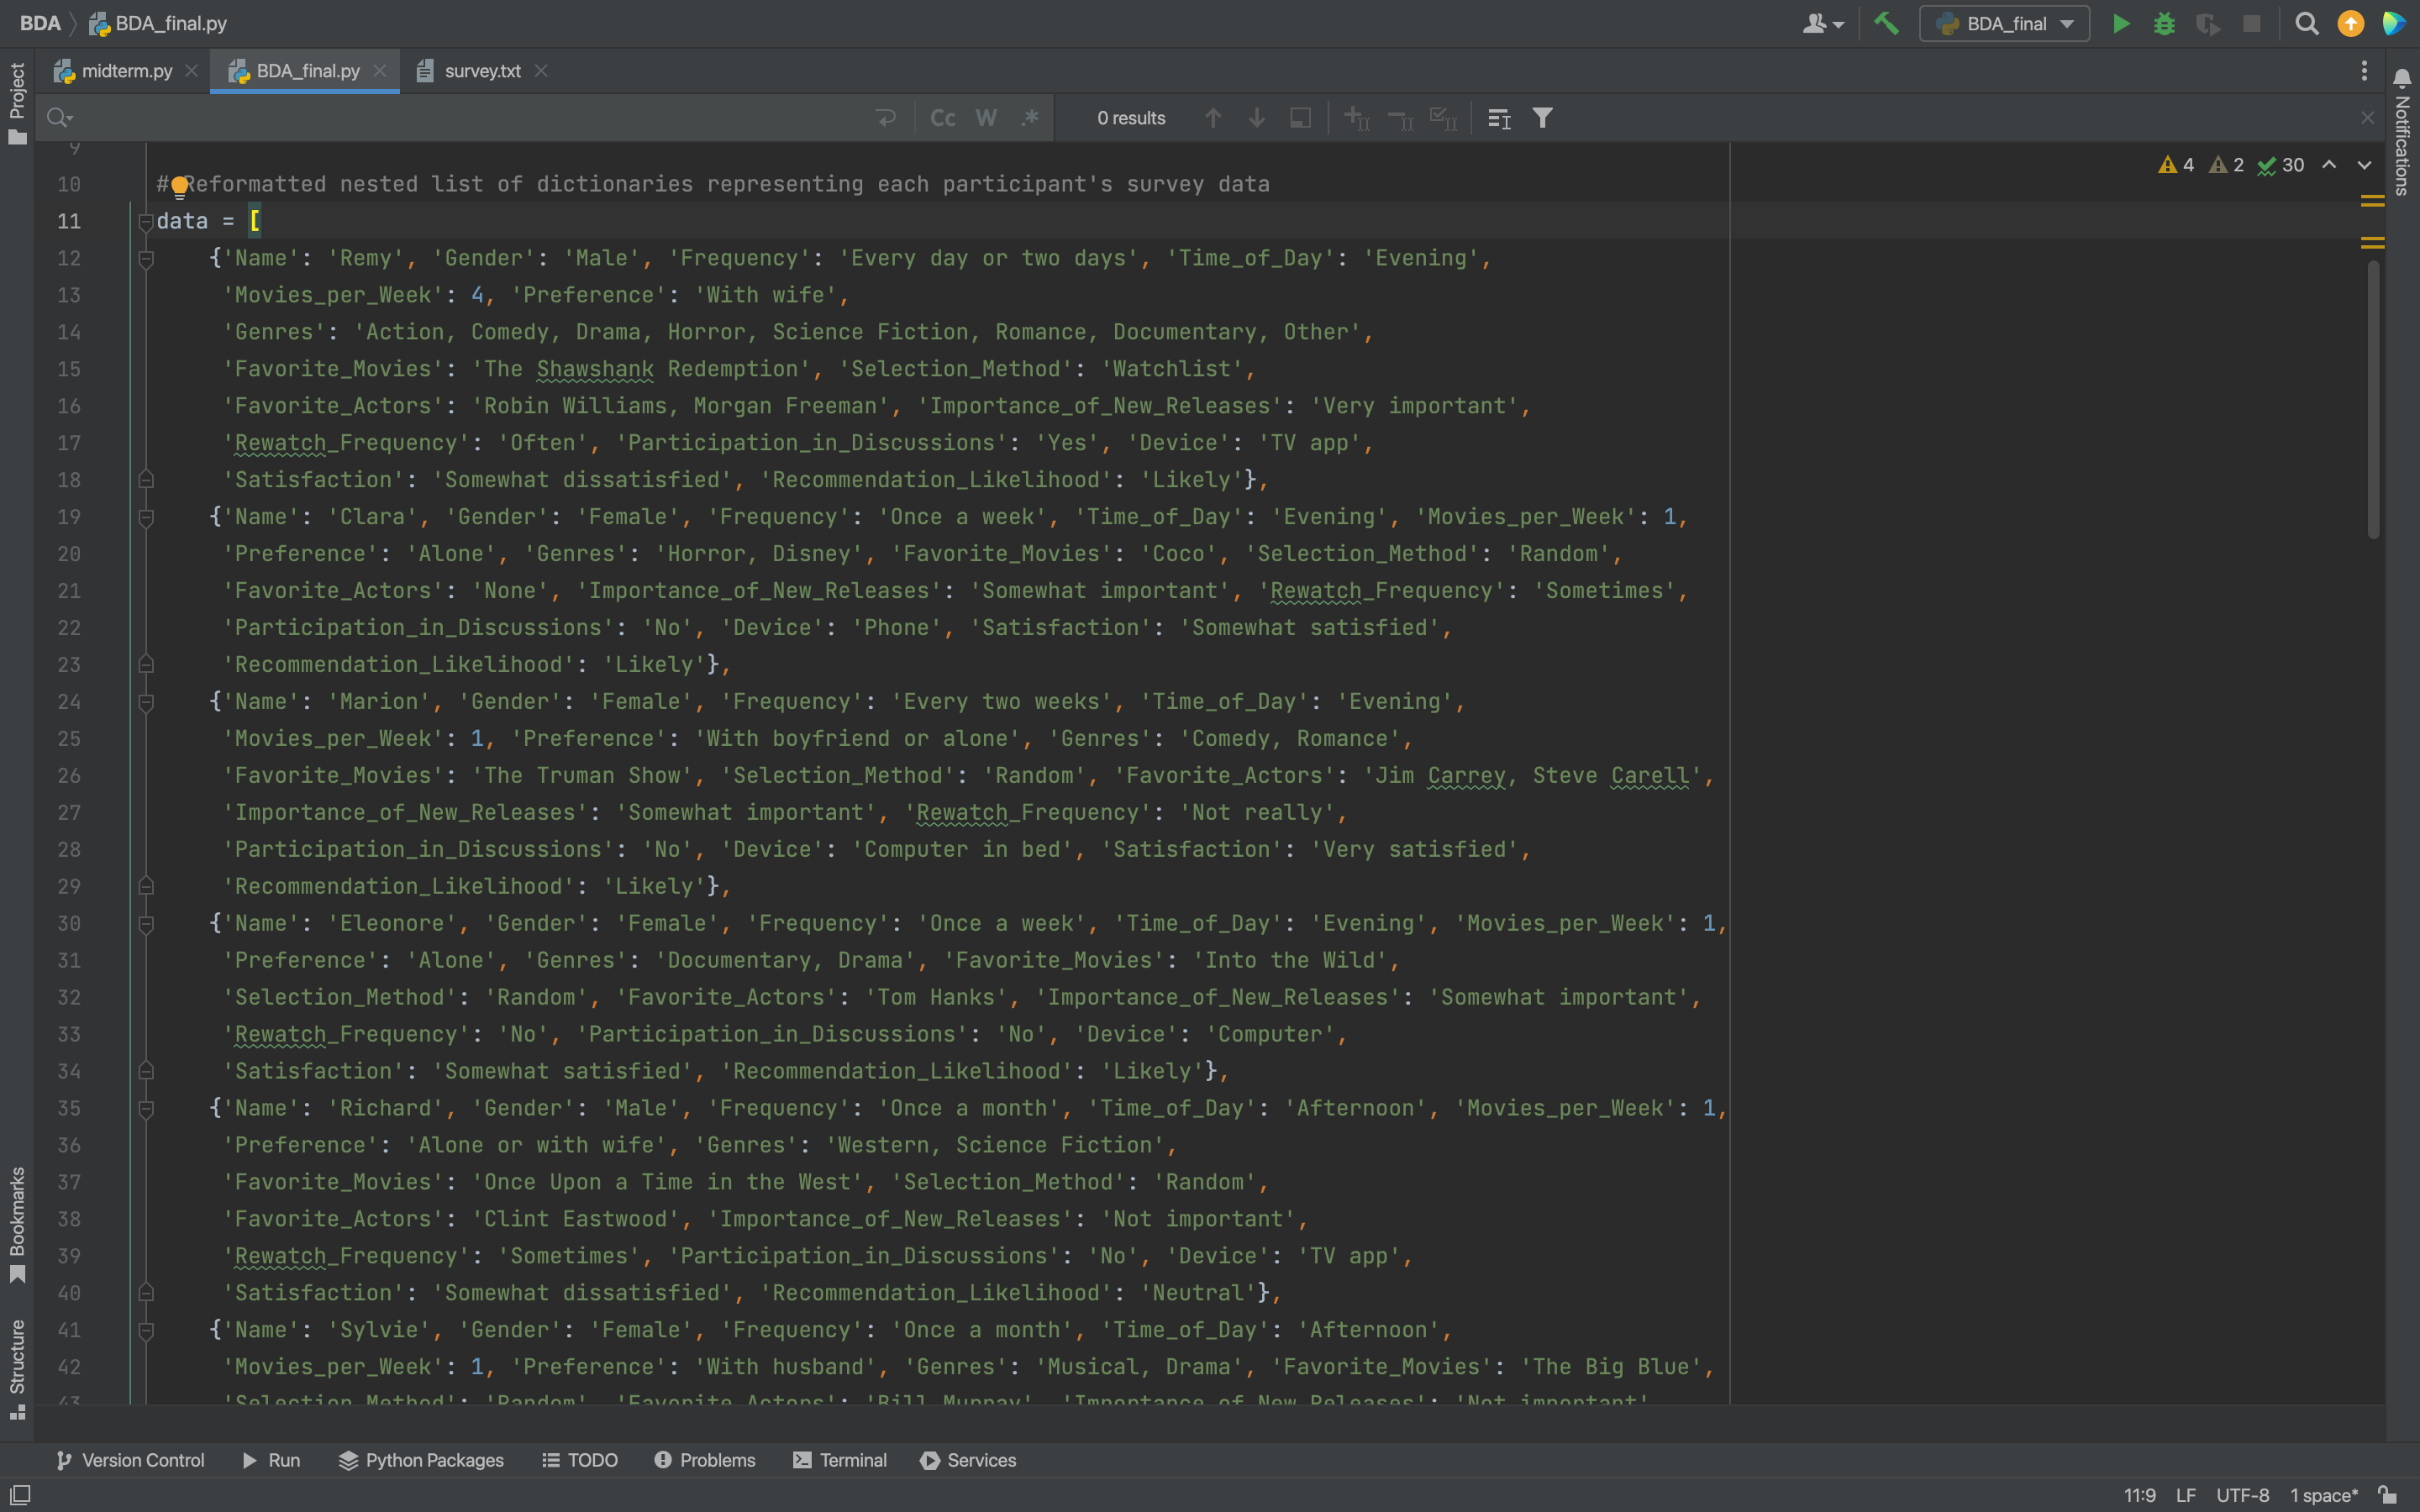 BDA
BDA_final.py
BDA_final
midterm.py
BDA_final.py
survey.txt
Project
Notifications
Cc
W
.*
0 results
4
2
30
9
10 # Reformatted nested list of dictionaries representing each participant's survey data
11 data = [
12 {'Name': 'Remy', 'Gender': 'Male', 'Frequency': 'Every day or two days', 'Time_of_Day': 'Evening',
13 'Movies_per_Week': 4, 'Preference': 'With wife',
14 'Genres': 'Action, Comedy, Drama, Horror, Science Fiction, Romance, Documentary, Other',
15 'Favorite_Movies': 'The Shawshank Redemption', 'Selection_Method': 'Watchlist',
16 'Favorite_Actors': 'Robin Williams, Morgan Freeman', 'Importance_of_New_Releases': 'Very important',
17 'Rewatch_Frequency': 'Often', 'Participation_in_Discussions': 'Yes', 'Device': 'TV app',
18 'Satisfaction': 'Somewhat dissatisfied', 'Recommendation_Likelihood': 'Likely'},
19 {'Name': 'Clara', 'Gender': 'Female', 'Frequency': 'Once a week', 'Time_of_Day': 'Evening', 'Movies_per_Week': 1,
20 'Preference': 'Alone', 'Genres': 'Horror, Disney', 'Favorite_Movies': 'Coco', 'Selection_Method': 'Random',
21 'Favorite_Actors': 'None', 'Importance_of_New_Releases': 'Somewhat important', 'Rewatch_Frequency': 'Sometimes',
22 'Participation_in_Discussions': 'No', 'Device': 'Phone', 'Satisfaction': 'Somewhat satisfied',
23 'Recommendation_Likelihood': 'Likely'},
24 {'Name': 'Marion', 'Gender': 'Female', 'Frequency': 'Every two weeks', 'Time_of_Day': 'Evening',
25 'Movies_per_Week': 1, 'Preference': 'With boyfriend or alone', 'Genres': 'Comedy, Romance',
26 'Favorite_Movies': 'The Truman Show', 'Selection_Method': 'Random', 'Favorite_Actors': 'Jim Carrey, Steve Carell',
27 'Importance_of_New_Releases': 'Somewhat important', 'Rewatch_Frequency': 'Not really',
28 'Participation_in_Discussions': 'No', 'Device': 'Computer in bed', 'Satisfaction': 'Very satisfied',
29 'Recommendation_Likelihood': 'Likely'},
30 {'Name': 'Eleonore', 'Gender': 'Female', 'Frequency': 'Once a week', 'Time_of_Day': 'Evening', 'Movies_per_Week': 1,
31 'Preference': 'Alone', 'Genres': 'Documentary, Drama', 'Favorite_Movies': 'Into the Wild',
32 'Selection_Method': 'Random', 'Favorite_Actors': 'Tom Hanks', 'Importance_of_New_Releases': 'Somewhat important',
33 'Rewatch_Frequency': 'No', 'Participation_in_Discussions': 'No', 'Device': 'Computer',
34 'Satisfaction': 'Somewhat satisfied', 'Recommendation_Likelihood': 'Likely'},
35 {'Name': 'Richard', 'Gender': 'Male', 'Frequency': 'Once a month', 'Time_of_Day': 'Afternoon', 'Movies_per_Week': 1,
36 'Preference': 'Alone or with wife', 'Genres': 'Western, Science Fiction',
37 'Favorite_Movies': 'Once Upon a Time in the West', 'Selection_Method': 'Random',
38 'Favorite_Actors': 'Clint Eastwood', 'Importance_of_New_Releases': 'Not important',
39 'Rewatch_Frequency': 'Sometimes', 'Participation_in_Discussions': 'No', 'Device': 'TV app',
40 'Satisfaction': 'Somewhat dissatisfied', 'Recommendation_Likelihood': 'Neutral'},
41 {'Name': 'Sylvie', 'Gender': 'Female', 'Frequency': 'Once a month', 'Time_of_Day': 'Afternoon',
42 'Movies_per_Week': 1, 'Preference': 'With husband', 'Genres': 'Musical, Drama', 'Favorite_Movies': 'The Big Blue',
43 'Selection_Method': 'Random', 'Favorite_Actors': 'Bill Murray', 'Importance_of_New_Releases': 'Not important',
Bookmarks
Structure
Version Control
Run
Python Packages
TODO
Problems
Terminal
Services
11:9
LF
UTF-8
1 space*